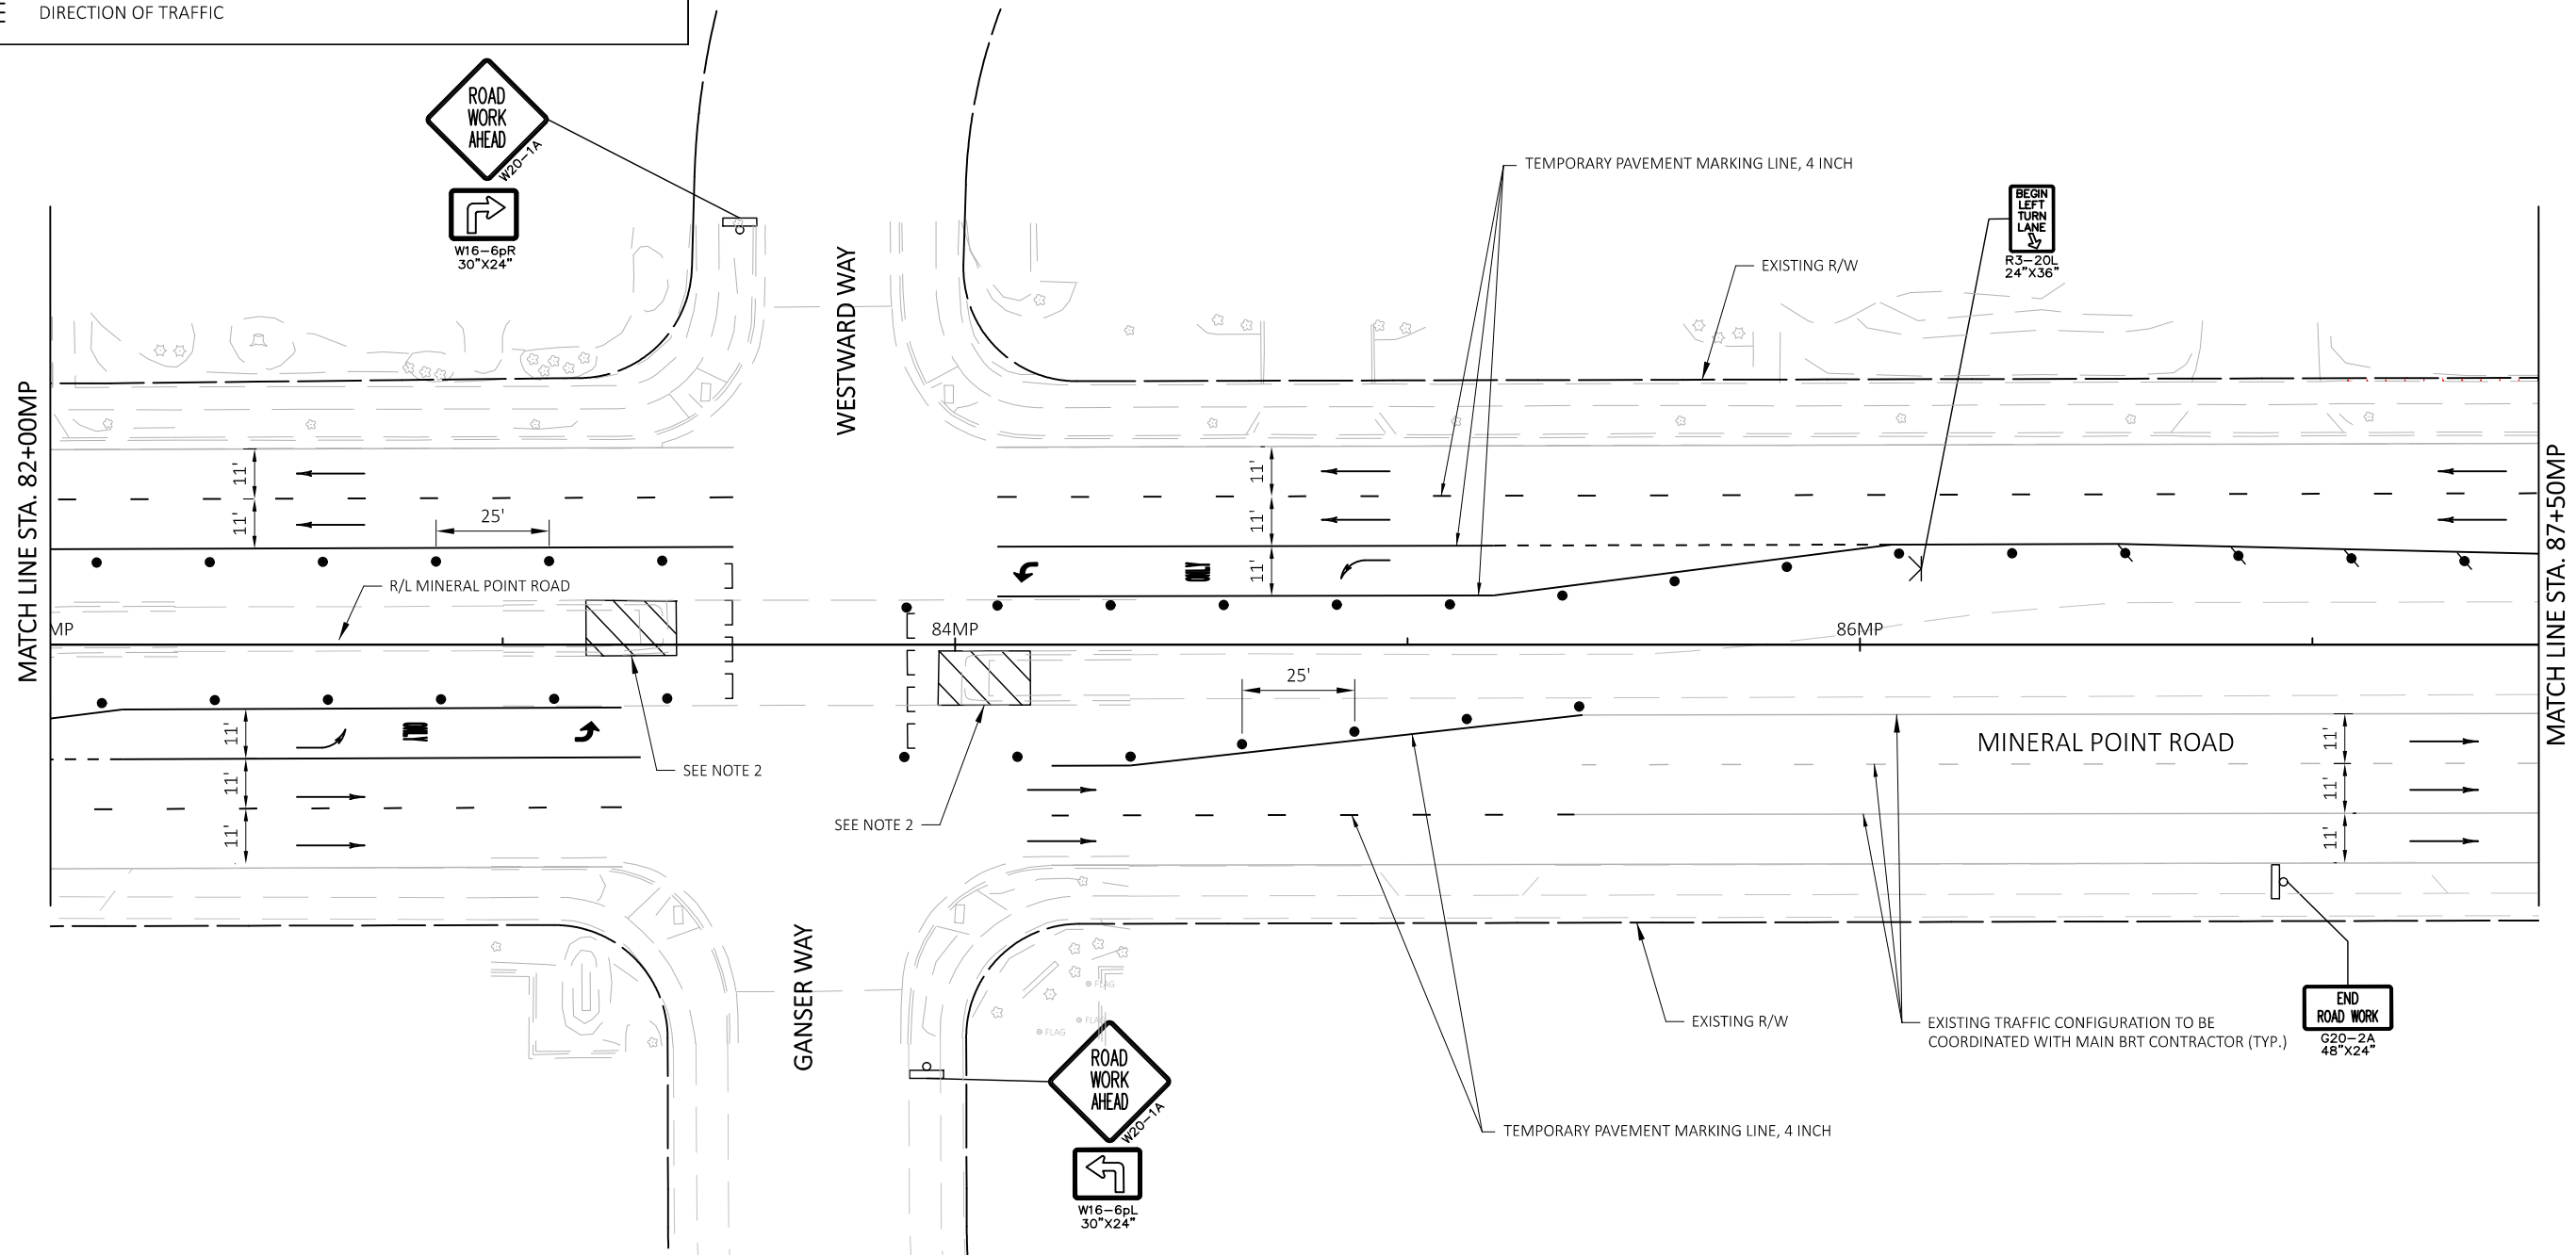 E DIRECTION OF TRAFFIC
ROAD
WORK
AHEAD
W20-1A
W16-6pR
30"X24"
TEMPORARY PAVEMENT MARKING LINE, 4 INCH
BEGIN
LEFT
TURN
LANE
R3-20L
24"X36"
EXISTING R/W
WESTWARD WAY
MATCH LINE STA. 82+00MP
MATCH LINE STA. 87+50MP
11'
11'
25'
11'
11'
11'
R/L MINERAL POINT ROAD
MP
84MP
86MP
25'
11'
11'
11'
SEE NOTE 2
SEE NOTE 2
MINERAL POINT ROAD
11'
11'
11'
GANSER WAY
FLAG
FLAG
FLAG
EXISTING R/W
EXISTING TRAFFIC CONFIGURATION TO BE
COORDINATED WITH MAIN BRT CONTRACTOR (TYP.)
END
ROAD WORK
G20-2A
48"X24"
ROAD
WORK
AHEAD
W20-1A
TEMPORARY PAVEMENT MARKING LINE, 4 INCH
W16-6pL
30"X24"